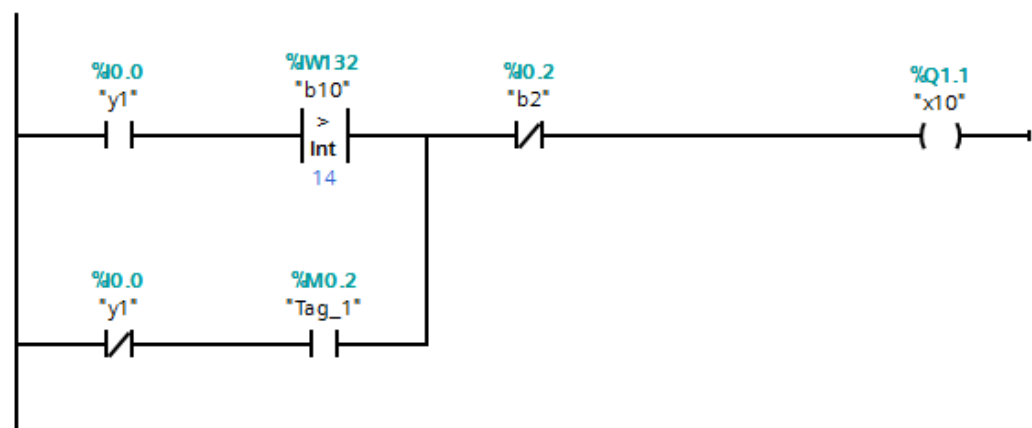 %I0.0
"y1"
%IW132
"b10"
>
Int
14
%I0.2
"b2"
%Q1.1
"x10"
%I0.0
"y1"
%M0.2
"Tag_1"